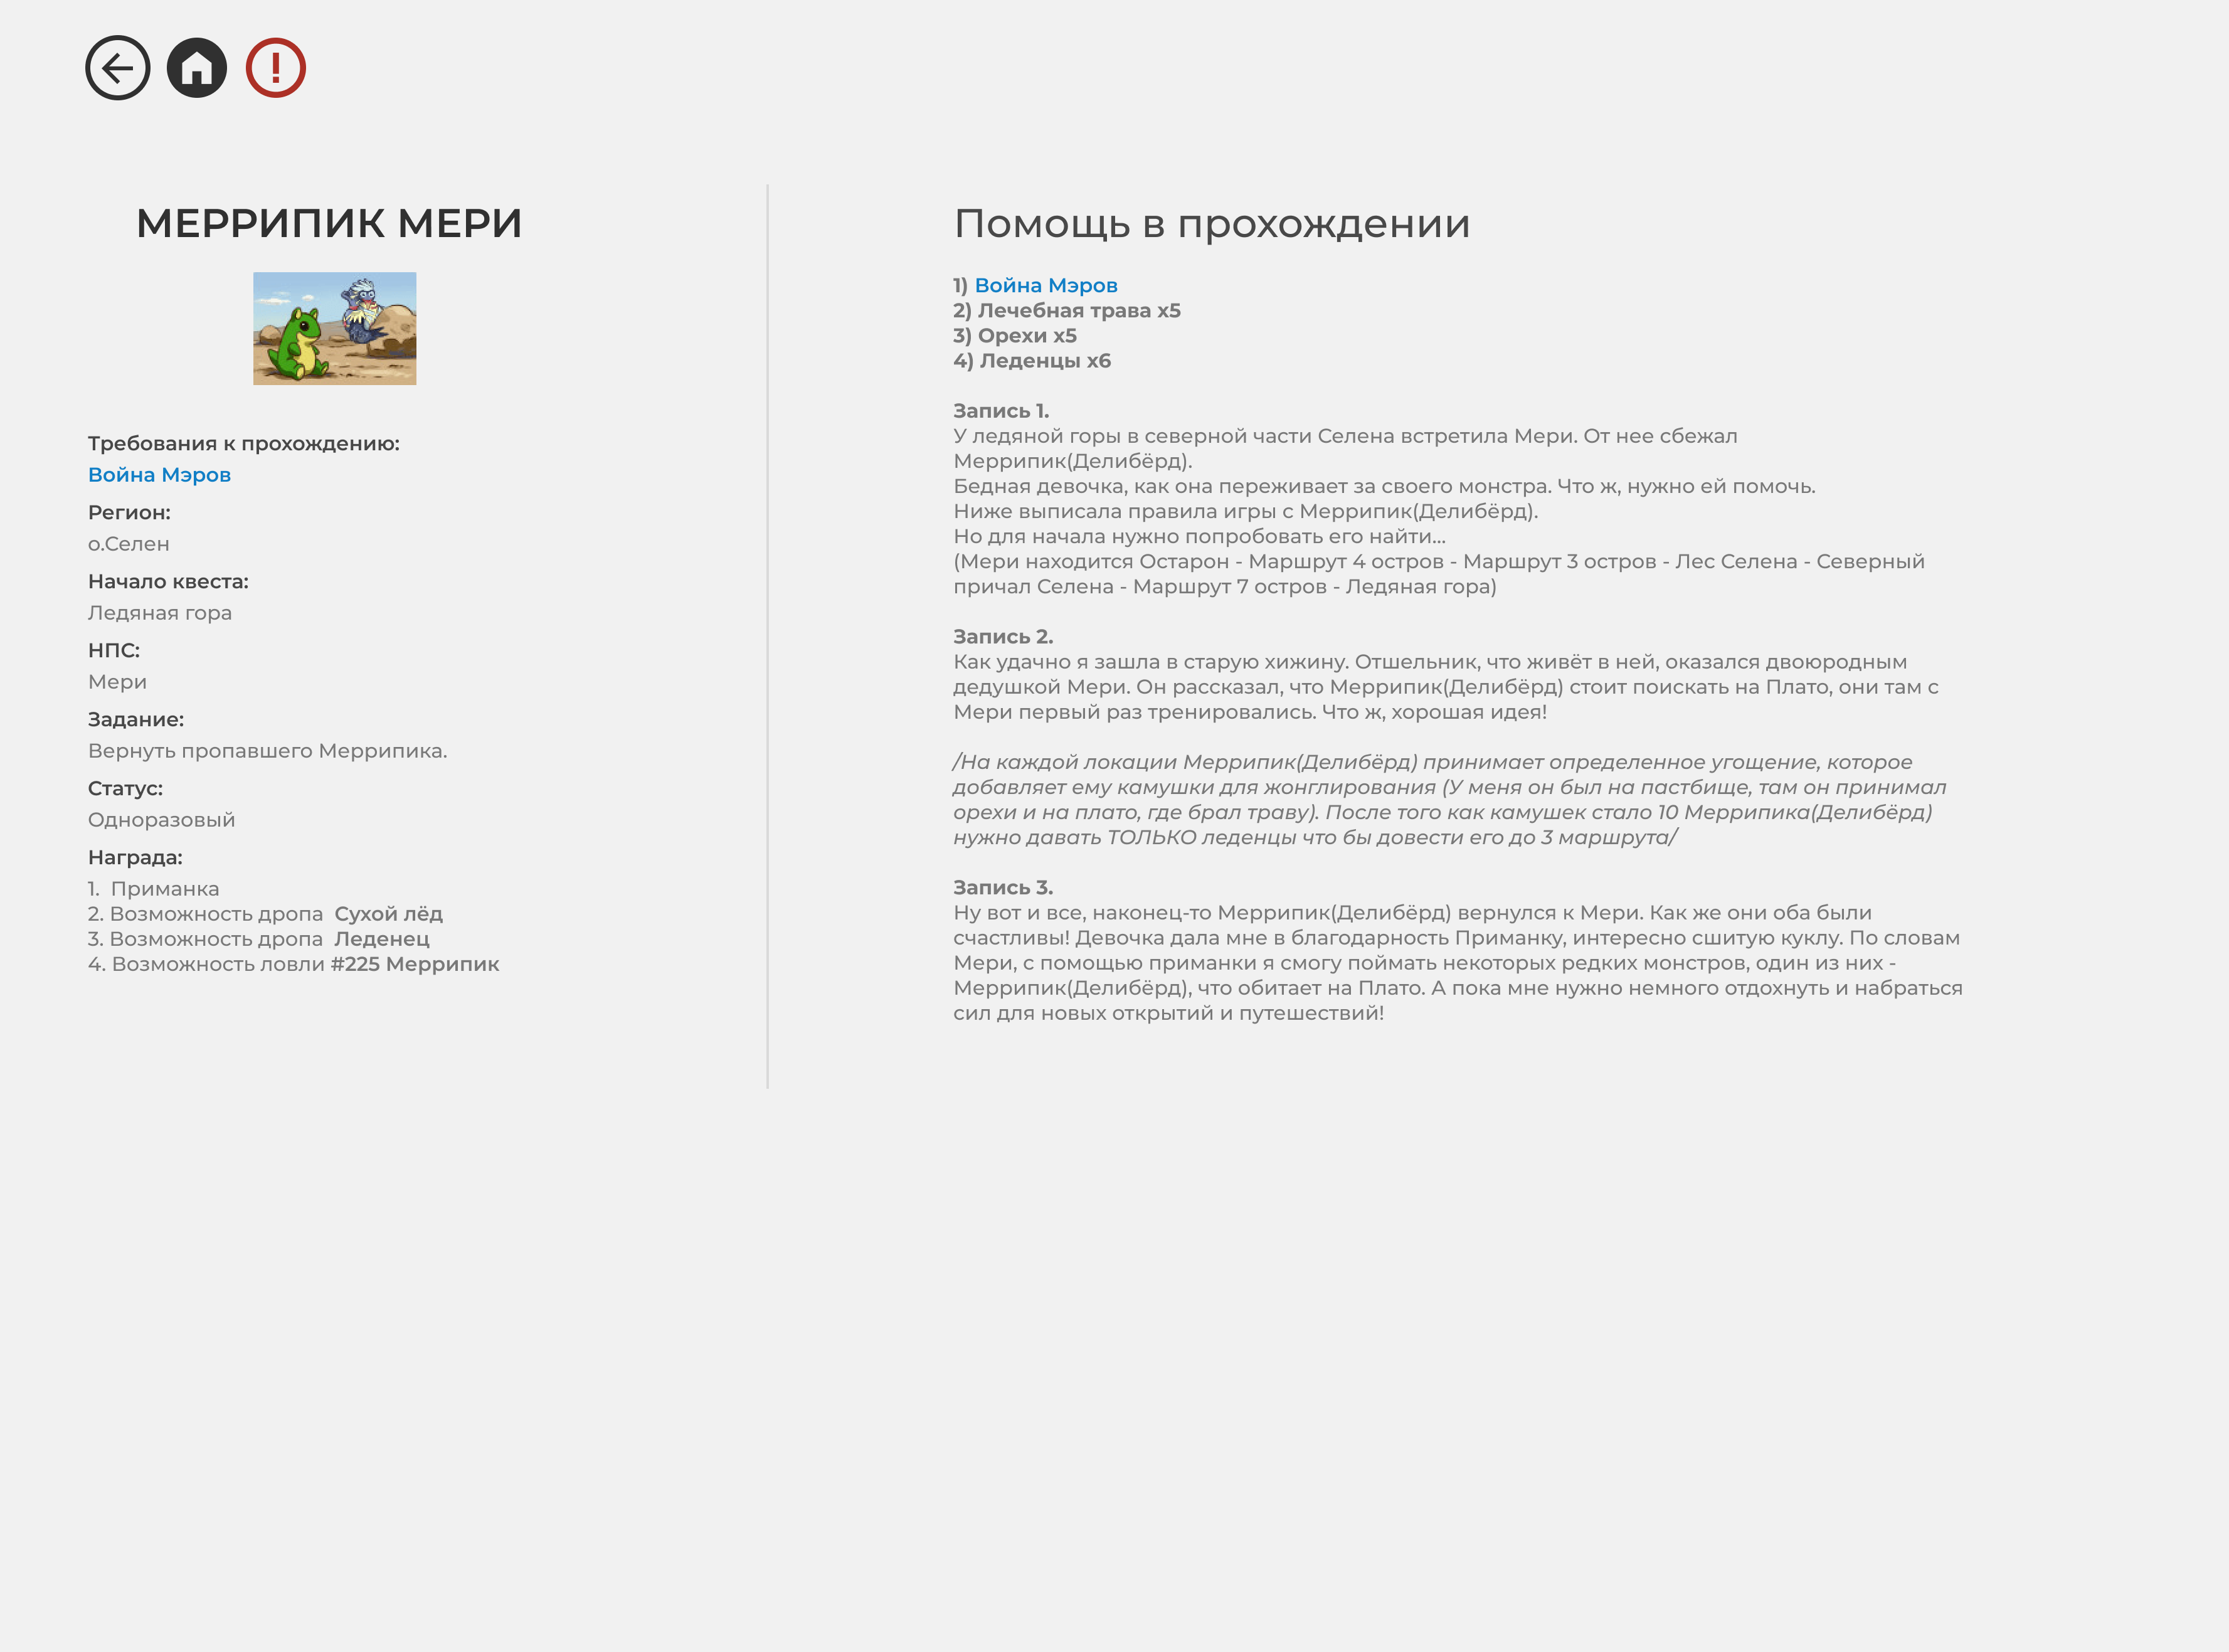 МЕРРИПИК МЕРИ
Требования к прохождению:
Война Мэров
Регион:
о.Селен
Начало квеста:
Ледяная гора
НПС:
Мери
Задание:
Вернуть пропавшего Меррипика.
Статус:
Одноразовый
Награда:
1. Приманка
2. Возможность дропа Сухой лёд
3. Возможность дропа Леденец
4. Возможность ловли #225 Меррипик
Помощь в прохождении
1) Война Мэров
2) Лечебная трава x5
3) Орехи x5
4) Леденцы x6
Запись 1.
У ледяной горы в северной части Селена встретила Мери. От нее сбежал
Меррипик(Делибёрд).
Бедная девочка, как она переживает за своего монстра. Что ж, нужно ей помочь.
Ниже выписала правила игры с Меррипик(Делибёрд).
Но для начала нужно попробовать его найти...
(Мери находится Остарон - Маршрут 4 остров - Маршрут 3 остров - Лес Селена - Северный
причал Селена - Маршрут 7 остров - Ледяная гора)
Запись 2.
Как удачно я зашла в старую хижину. Отшельник, что живёт в ней, оказался двоюродным
дедушкой Мери. Он рассказал, что Меррипик(Делибёрд) стоит поискать на Плато, они там с
Мери первый раз тренировались. Что ж, хорошая идея!
/На каждой локации Меррипик(Делибёрд) принимает определенное угощение, которое
добавляет ему камушки для жонглирования (У меня он был на пастбище, там он принимал
орехи и на плато, где брал траву). После того как камушек стало 10 Меррипика(Делибёрд)
нужно давать ТОЛЬКО леденцы что бы довести его до 3 маршрута/
Запись 3.
Ну вот и все, наконец-то Меррипик(Делибёрд) вернулся к Мери. Как же они оба были
счастливы! Девочка дала мне в благодарность Приманку, интересно сшитую куклу. По словам
Мери, с помощью приманки я смогу поймать некоторых редких монстров, один из них -
Меррипик(Делибёрд), что обитает на Плато. А пока мне нужно немного отдохнуть и набраться
сил для новых открытий и путешествий!